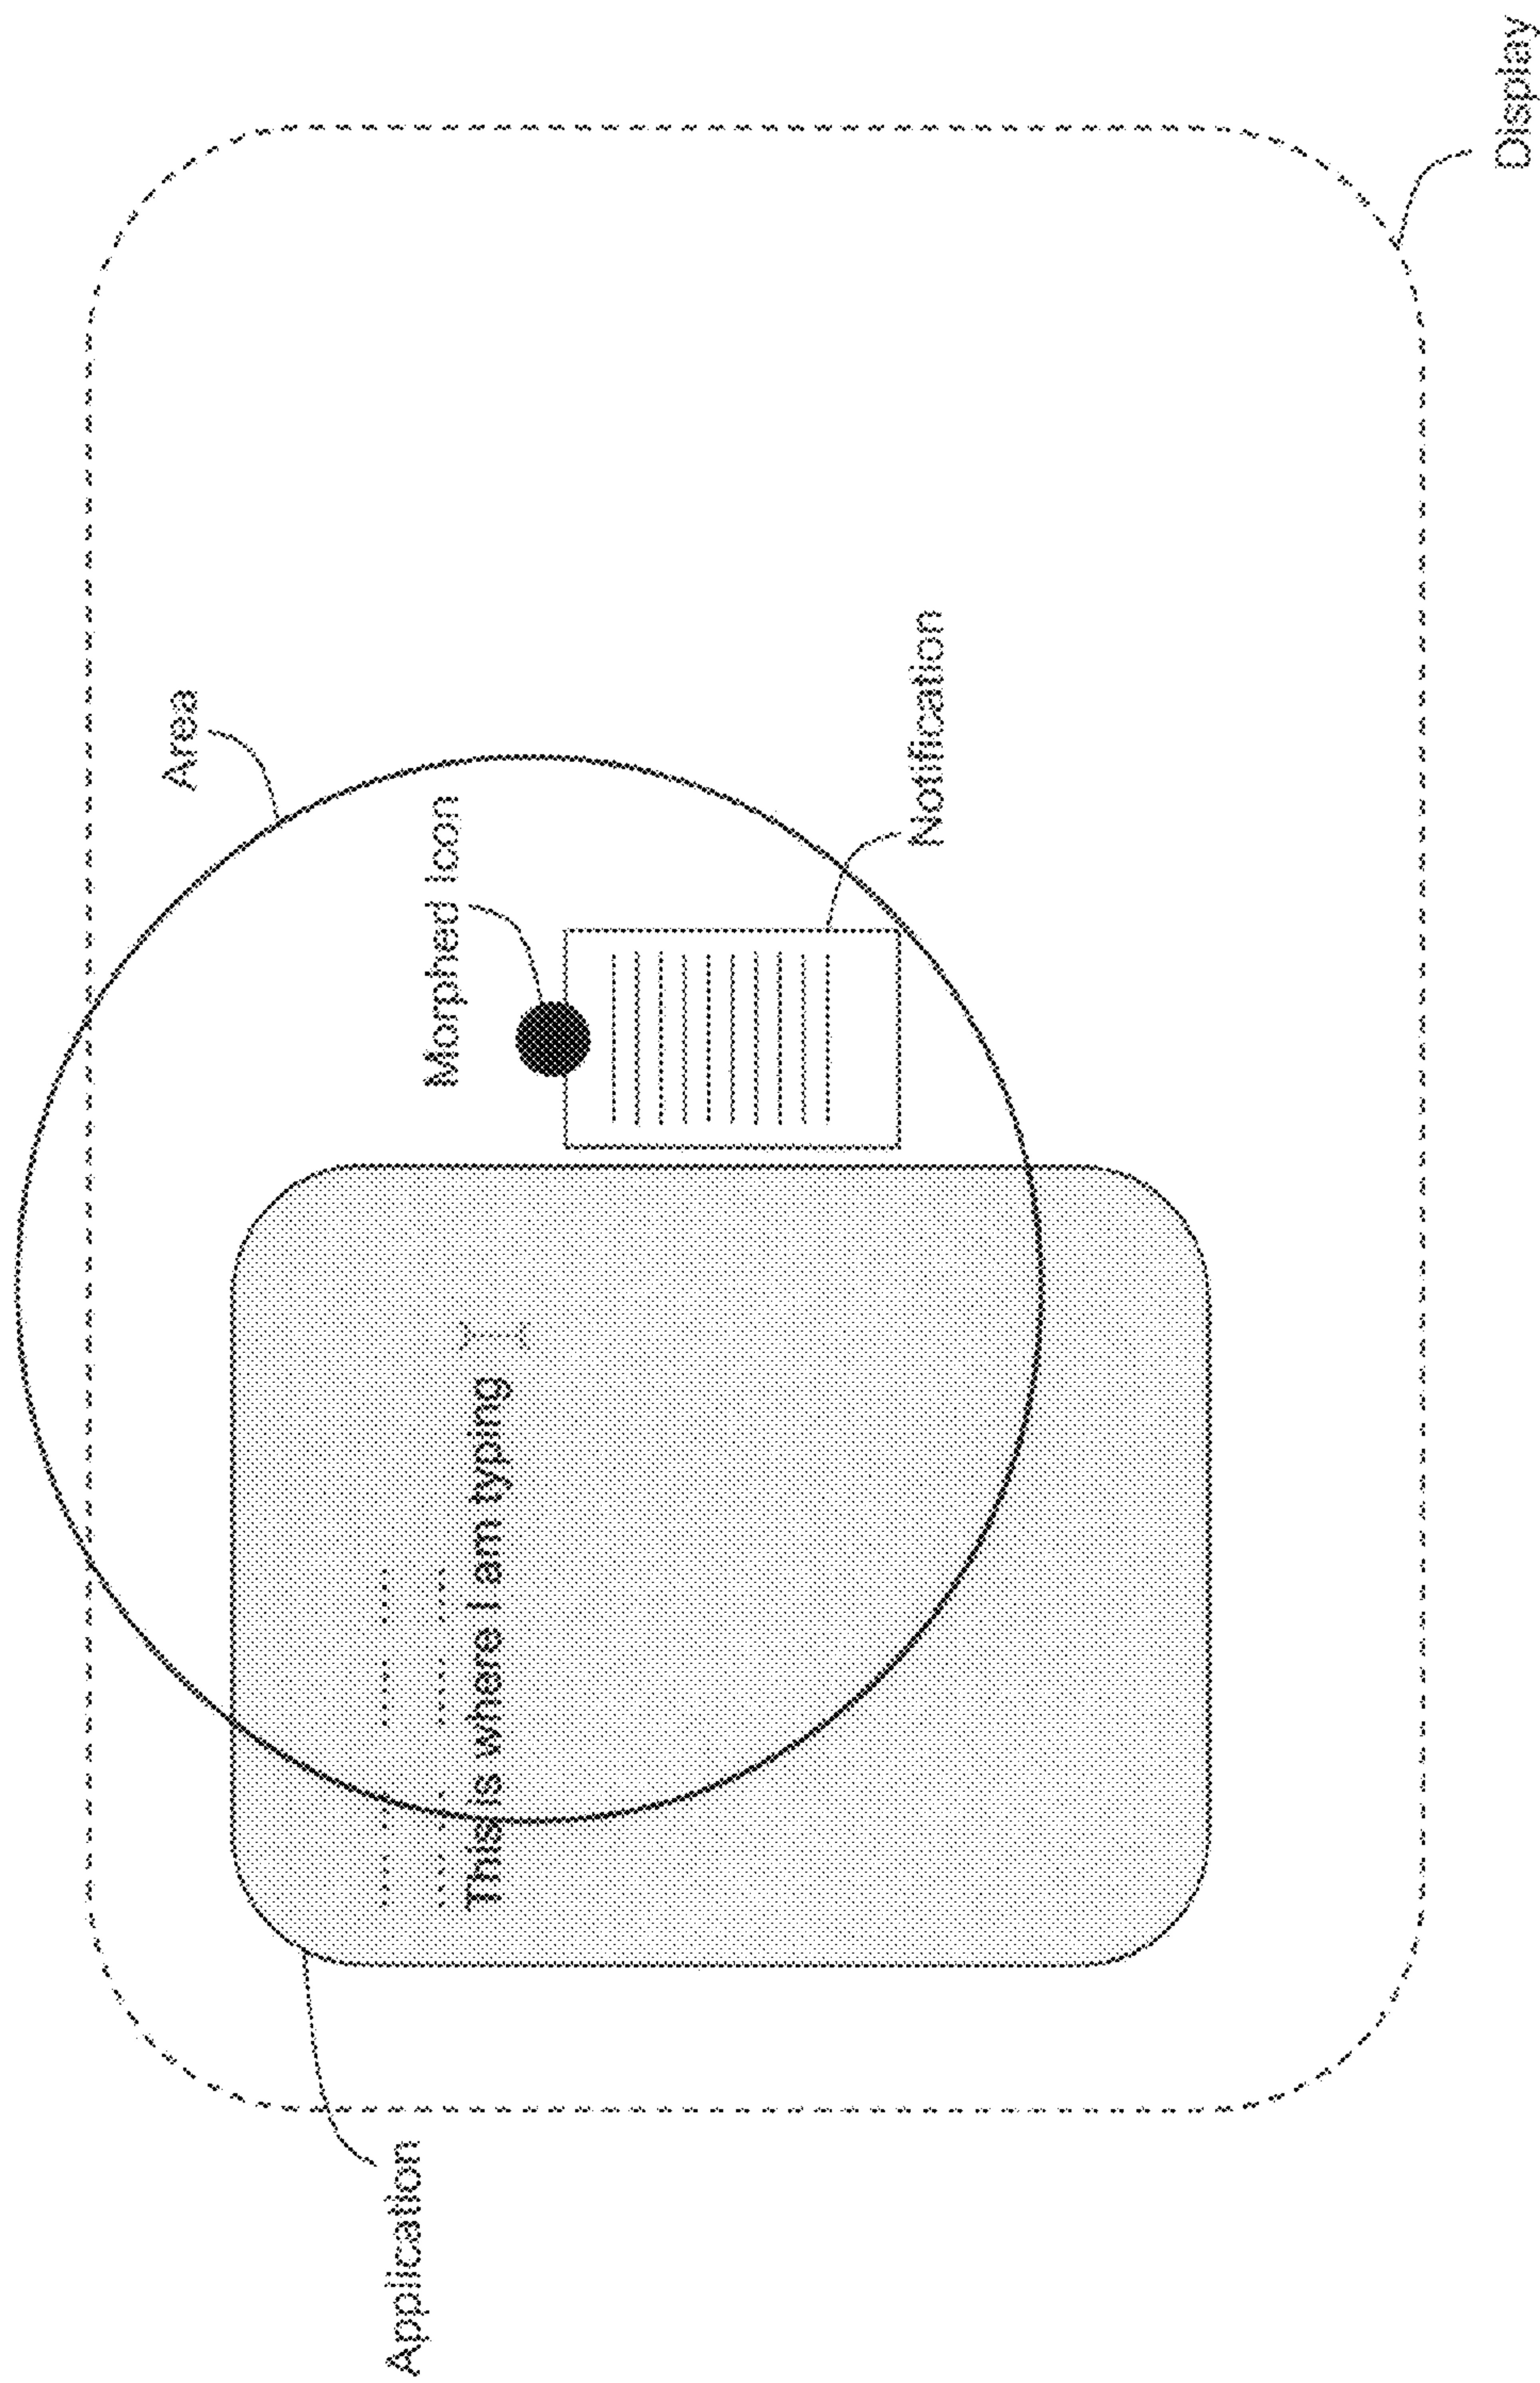 Application
This is where I am typing
Morphed Icon
Area
Notification
Display